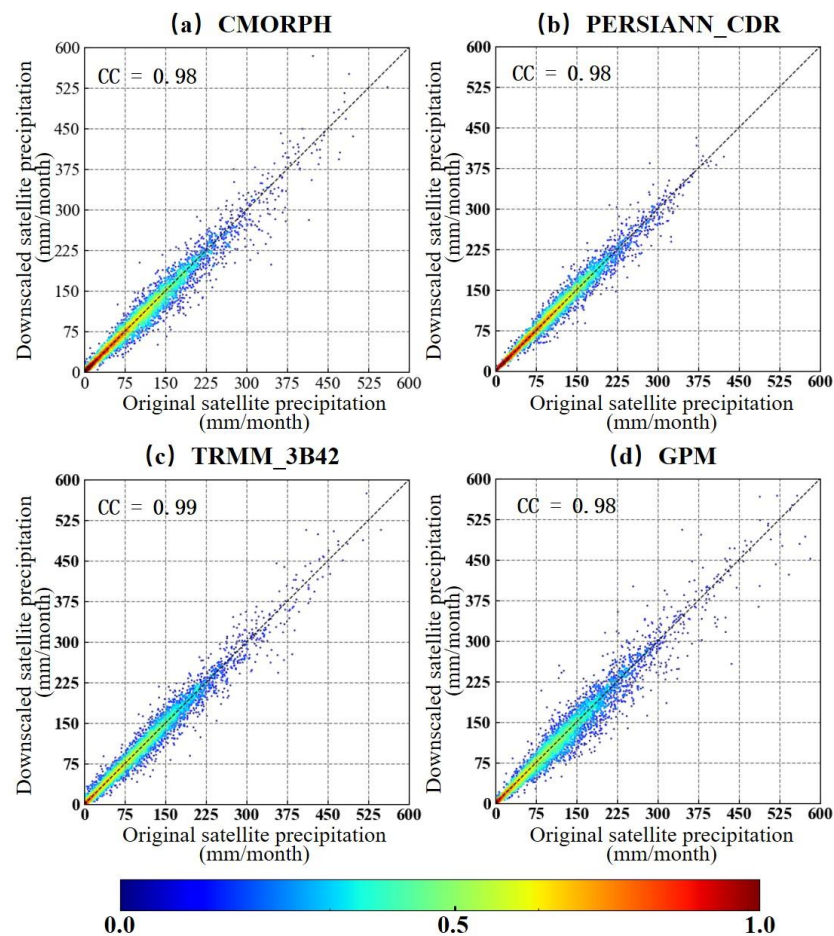 (a) CMORPH
CC = 0.98
600
525
450
375
300
225
150
75
0
Downscaled satellite precipitation
(mm/month)
0 75 150 225 300 375 450 525 600
Original satellite precipitation
(mm/month)
(b) PERSIANN_CDR
CC = 0.98
600
525
450
375
300
225
150
75
0
Downscaled satellite precipitation
(mm/month)
0 75 150 225 300 375 450 525 600
Original satellite precipitation
(mm/month)
(c) TRMM_3B42
CC = 0.99
600
525
450
375
300
225
150
75
0
Downscaled satellite precipitation
(mm/month)
0 75 150 225 300 375 450 525 600
Original satellite precipitation
(mm/month)
(d) GPM
CC = 0.98
600
525
450
375
300
225
150
75
0
Downscaled satellite precipitation
(mm/month)
0 75 150 225 300 375 450 525 600
Original satellite precipitation
(mm/month)
0.0 0.5 1.0